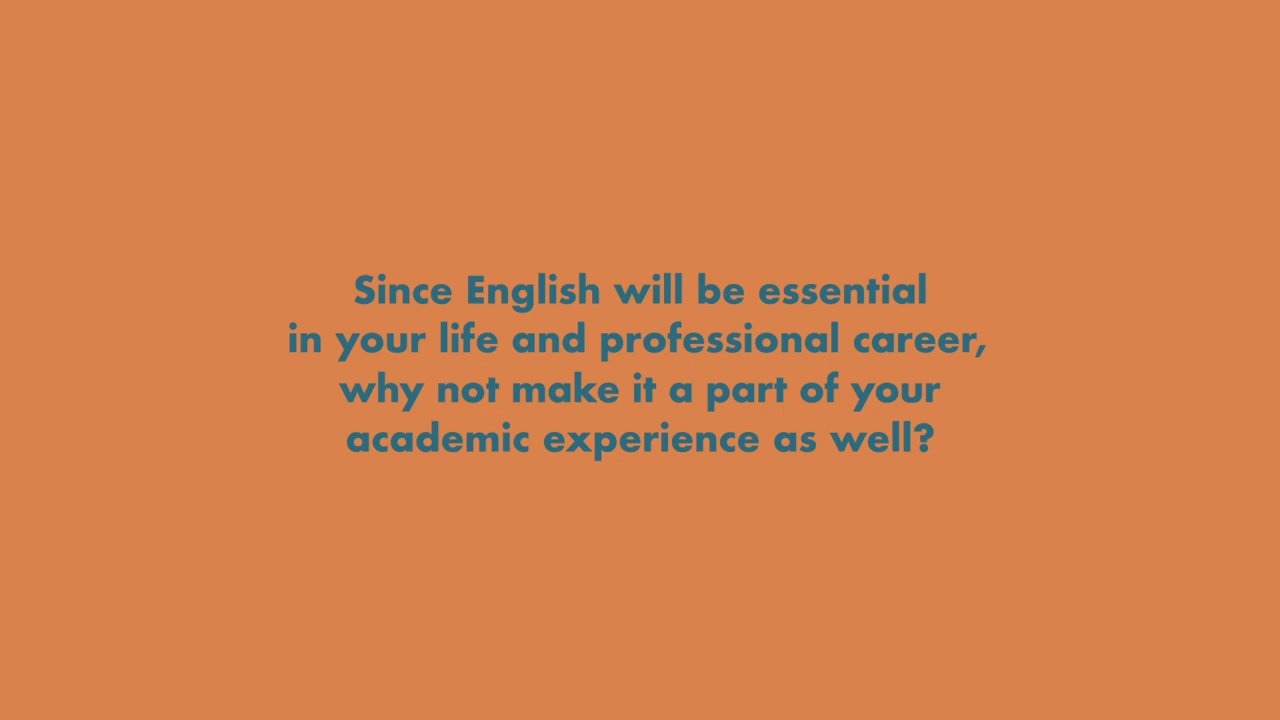 Since English will be essential
in your life and professional career,
why not make it a part of your
academic experience as well?